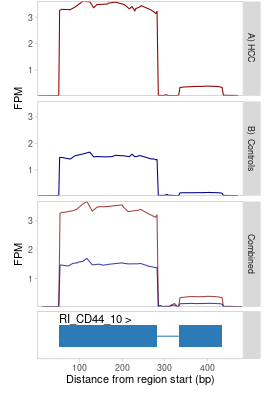 3
2
1
A) HCC
FPM
3
2
1
B) Controls
3
2
1
Combined
FPM
RI_CD44_10 >
100 200 300 400
Distance from region start (bp)